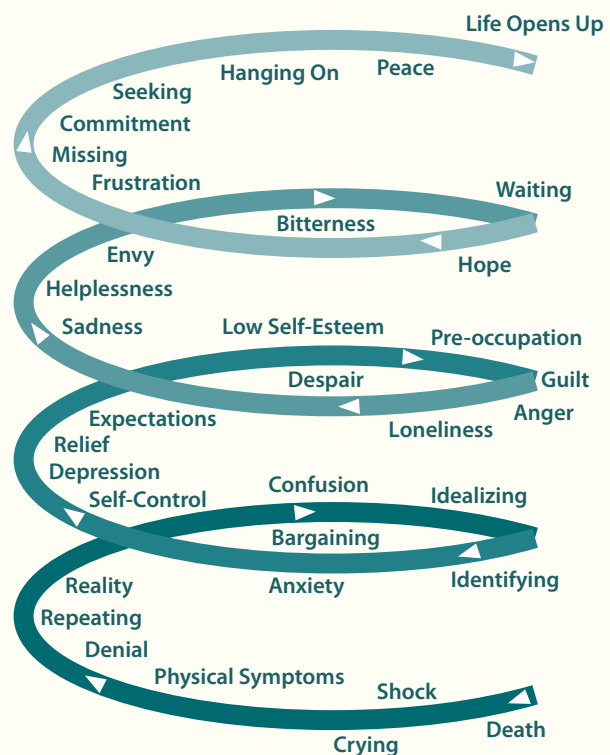 Life Opens Up
Peace
Hanging On
Seeking
Commitment
Missing
Frustration
Waiting
Bitterness
Envy
Hope
Helplessness
Sadness
Low Self-Esteem
Pre-occupation
Despair
Guilt
Expectations
Anger
Loneliness
Relief
Depression
Confusion
Self-Control
Idealizing
Bargaining
Reality
Anxiety
Identifying
Repeating
Denial
Physical Symptoms
Shock
Death
Crying